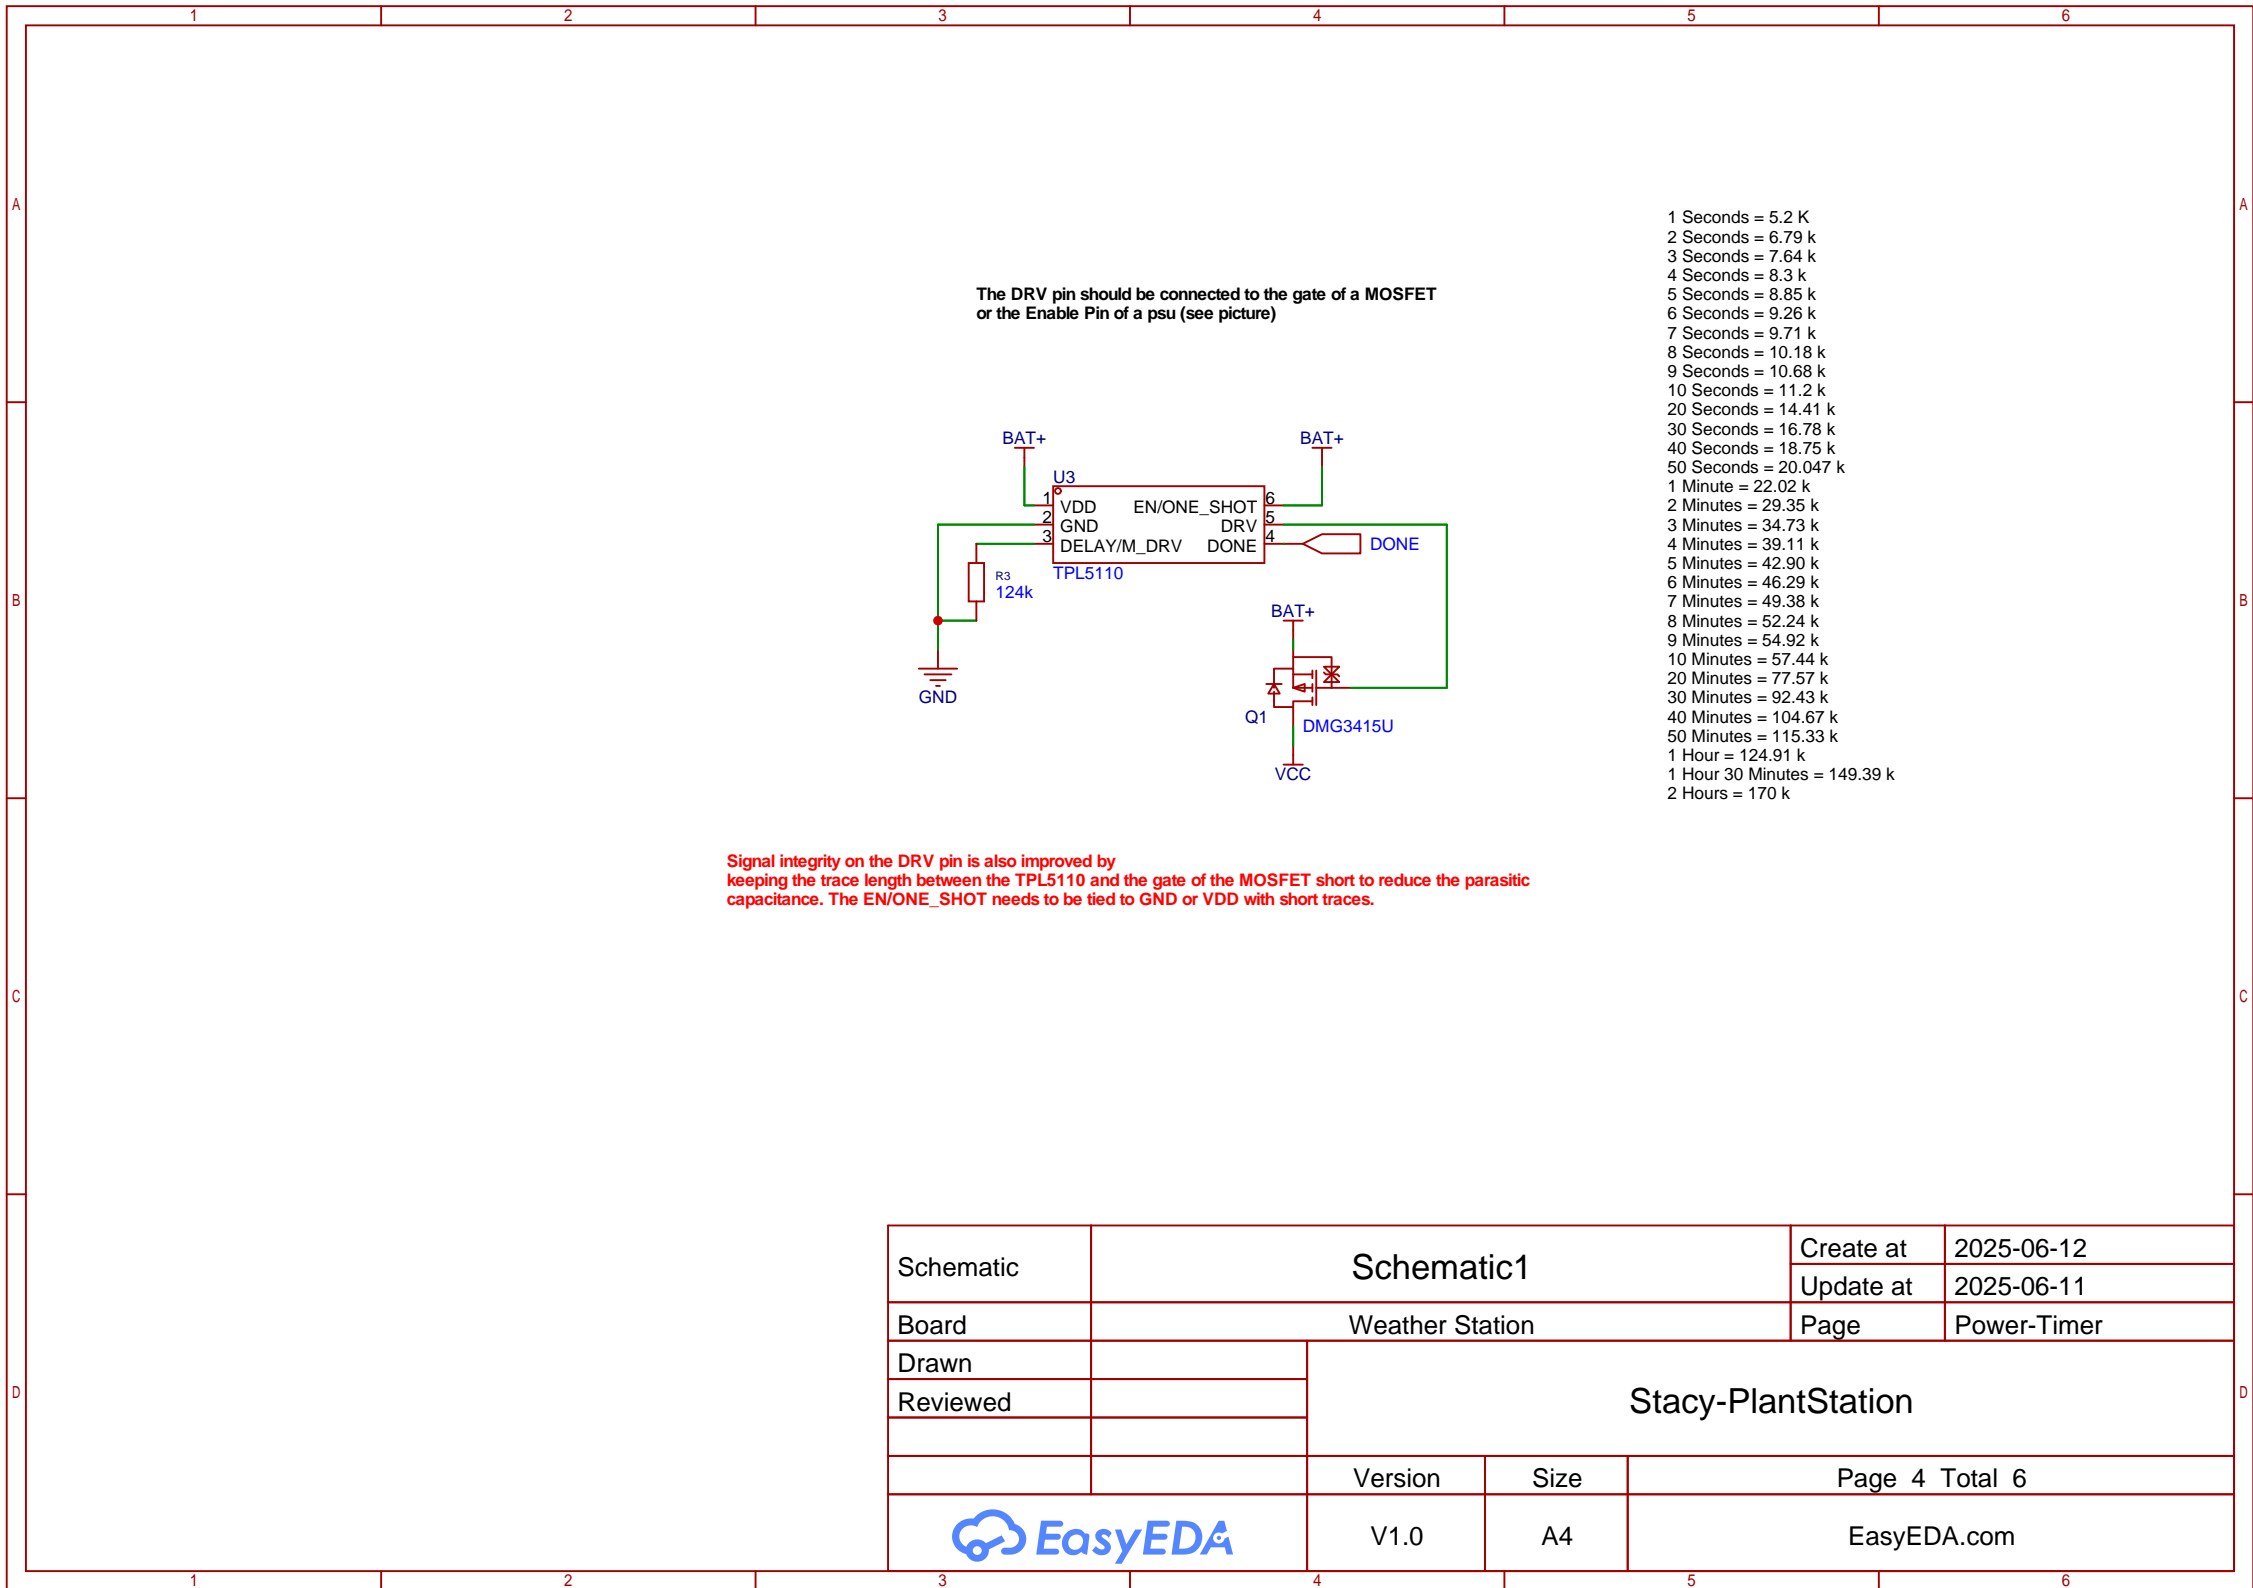 1 2 3 4 5 6
A A
1 Seconds = 5.2 K
2 Seconds = 6.79 k
3 Seconds = 7.64 k
4 Seconds = 8.3 k
5 Seconds = 8.85 k
6 Seconds = 9.26 k
7 Seconds = 9.71 k
8 Seconds = 10.18 k
9 Seconds = 10.68 k
10 Seconds = 11.2 k
20 Seconds = 14.41 k
30 Seconds = 16.78 k
40 Seconds = 18.75 k
50 Seconds = 20.047 k
1 Minute = 22.02 k
2 Minutes = 29.35 k
3 Minutes = 34.73 k
4 Minutes = 39.11 k
5 Minutes = 42.90 k
6 Minutes = 46.29 k
7 Minutes = 49.38 k
8 Minutes = 52.24 k
9 Minutes = 54.92 k
10 Minutes = 57.44 k
20 Minutes = 77.57 k
30 Minutes = 92.43 k
40 Minutes = 104.67 k
50 Minutes = 115.33 k
1 Hour = 124.91 k
1 Hour 30 Minutes = 149.39 k
2 Hours = 170 k
The DRV pin should be connected to the gate of a MOSFET
or the Enable Pin of a psu (see picture)
BAT+ BAT+
U3
1 VDD EN/ONE_SHOT 6
2 GND DRV 5
3 DELAY/M_DRV DONE 4 DONE
TPL5110
R3
124k
B B
BAT+
GND
Q1
DMG3415U
VCC
Signal integrity on the DRV pin is also improved by
keeping the trace length between the TPL5110 and the gate of the MOSFET short to reduce the parasitic
capacitance. The EN/ONE_SHOT needs to be tied to GND or VDD with short traces.
C C
Schematic Schematic1 Create at 2025-06-12
Update at 2025-06-11
Board Weather Station Page Power-Timer
Drawn
Reviewed
Stacy-PlantStation
D D
Version Size Page 4 Total 6
EasyEDA V1.0 A4 EasyEDA.com
1 2 3 4 5 6